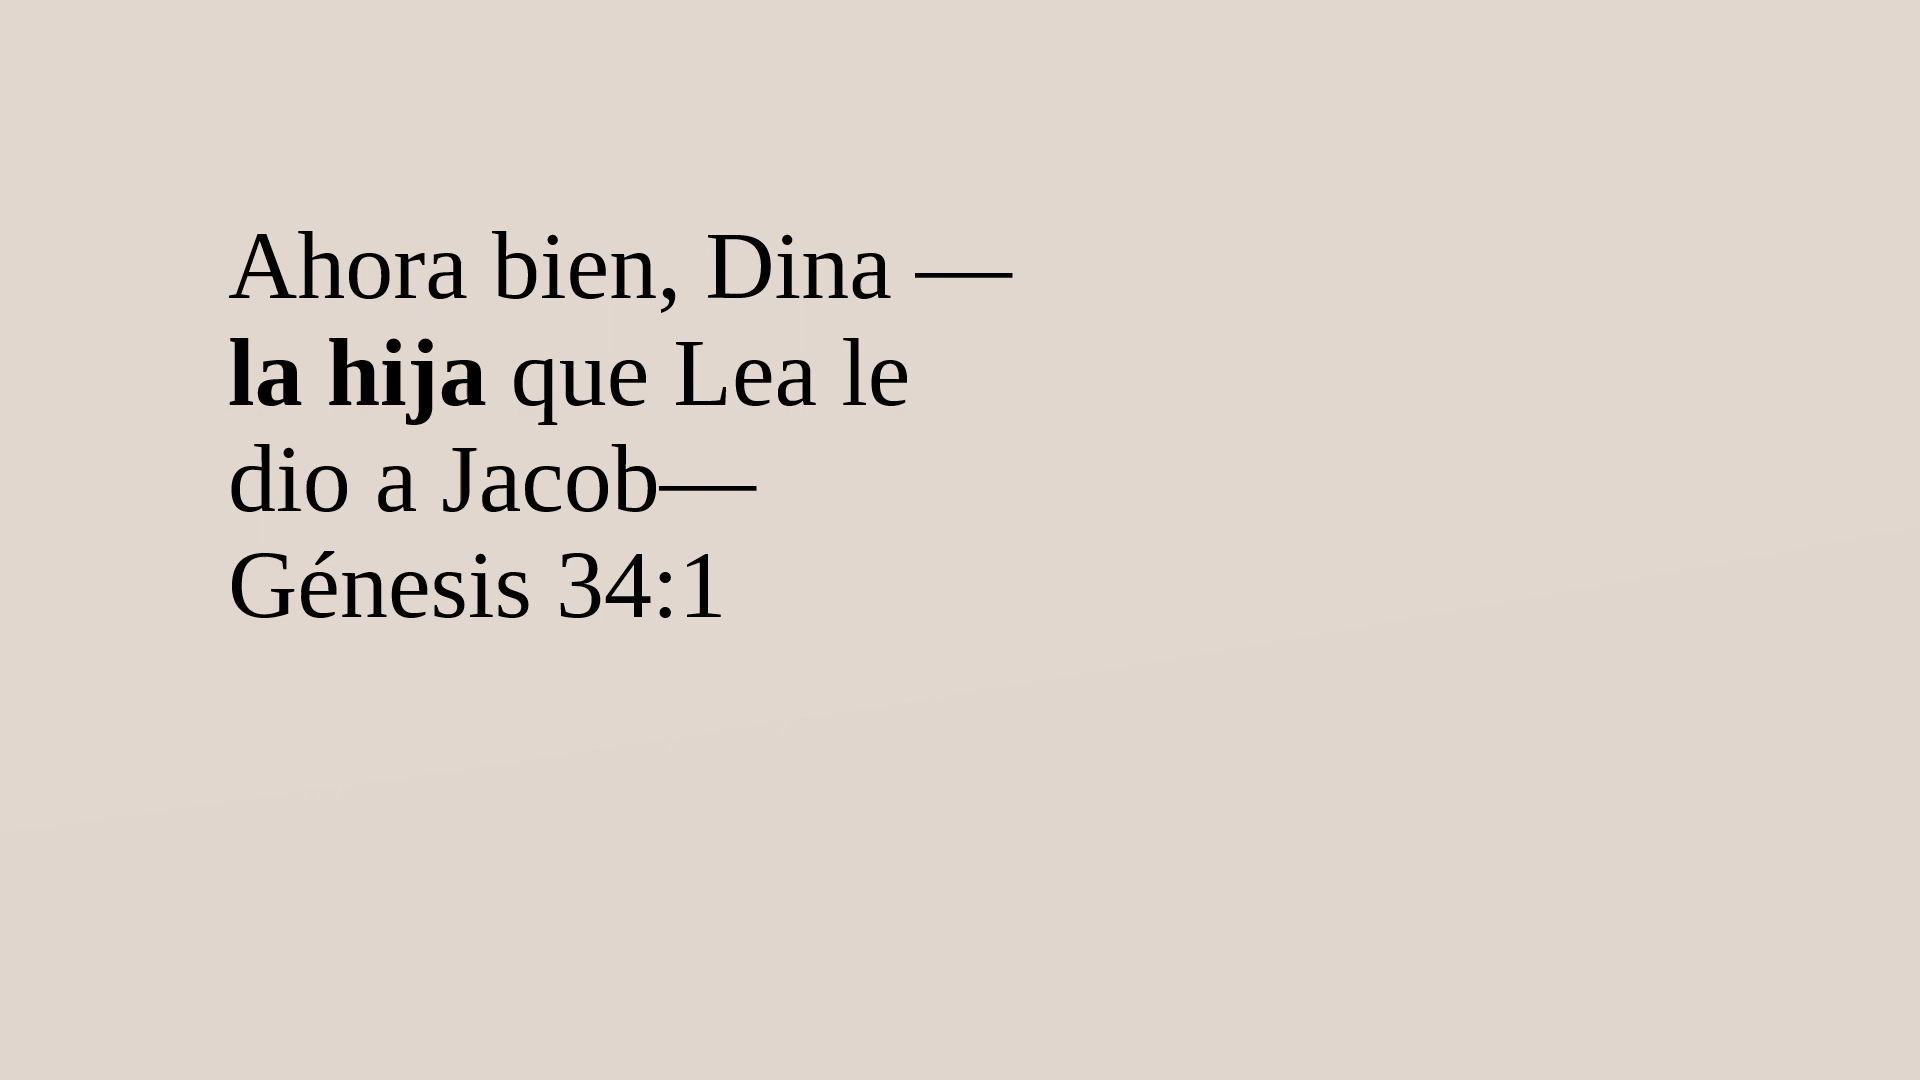 Ahora bien, Dina —
la hija que Lea le
dio a Jacob—
Génesis 34:1